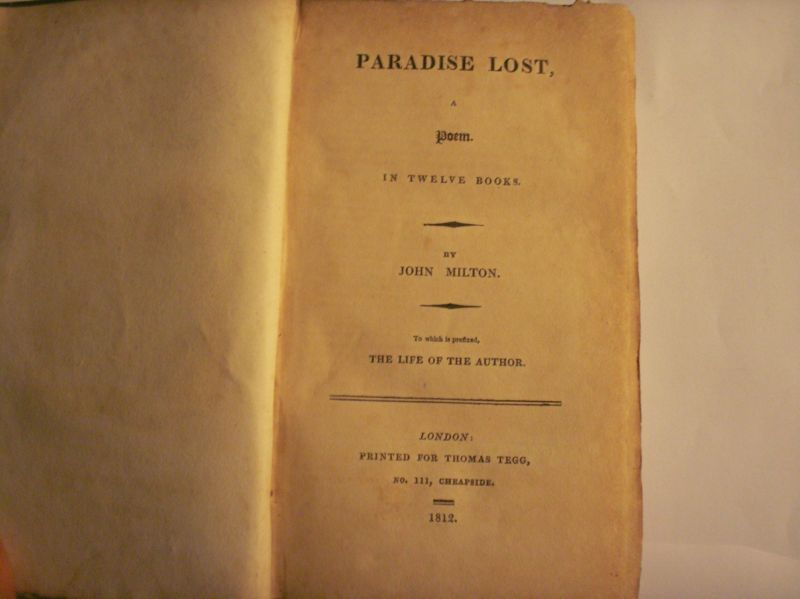 PARADISE LOST,
A
Poem.
IN TWELVE BOOKS.
BY
JOHN MILTON.
To which is prefixed,
THE LIFE OF THE AUTHOR.
LONDON:
PRINTED FOR THOMAS TEGG,
NO. 111, CHEAPSIDE.
1812.